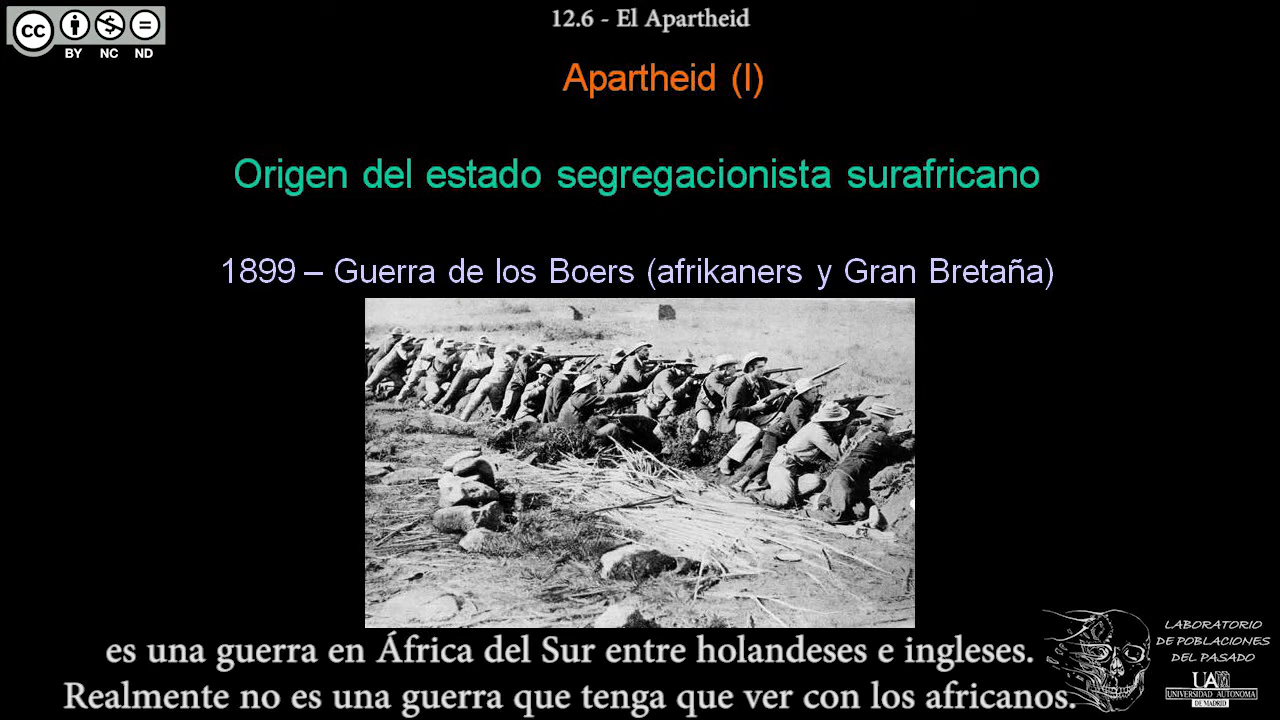 12.6 - El Apartheid
cc
BY NC ND
Apartheid (I)
Origen del estado segregacionista surafricano
1899 – Guerra de los Boers (afrikaners y Gran Bretaña)
es una guerra en África del Sur entre holandeses e ingleses.
Realmente no es una guerra que tenga que ver con los africanos.
LABORATORIO
DE POBLACIONES
DEL PASADO
UAM
UNIVERSIDAD AUTONOMA
DE MADRID